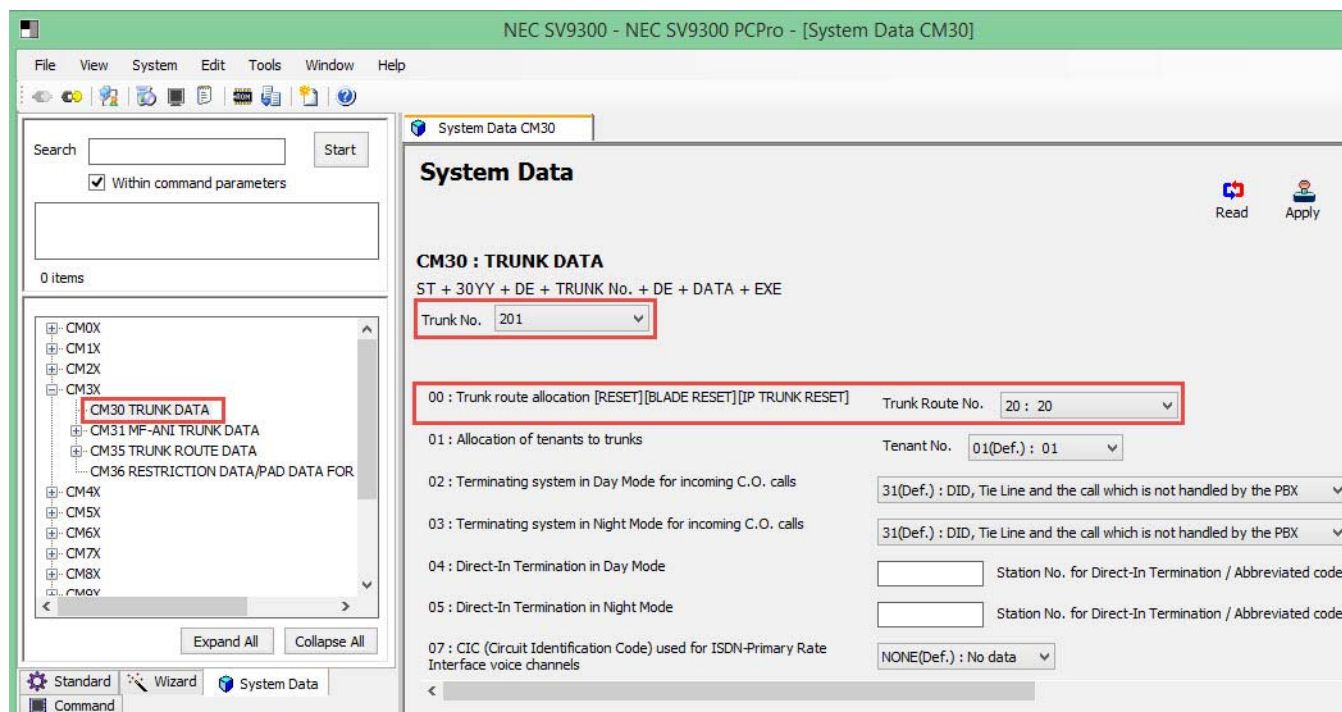 NEC SV9300 - NEC SV9300 PCPro - [System Data CM30]
File View System Edit Tools Window Help
System Data CM30
Search Start
Within command parameters
0 items
CM0X
CM1X
CM2X
CM3X
CM30 TRUNK DATA
CM31 MF-ANI TRUNK DATA
CM35 TRUNK ROUTE DATA
CM36 RESTRICTION DATA/PAD DATA FOR
CM4X
CM5X
CM6X
CM7X
CM8X
CM9X
Expand All Collapse All
Standard Wizard System Data
Command
System Data
Read Apply
CM30 : TRUNK DATA
ST + 30YY + DE + TRUNK No. + DE + DATA + EXE
Trunk No. 201
00 : Trunk route allocation [RESET][BLADE RESET][IP TRUNK RESET] Trunk Route No. 20 : 20
01 : Allocation of tenants to trunks Tenant No. 01(Def.) : 01
02 : Terminating system in Day Mode for incoming C.O. calls 31(Def.) : DID, Tie Line and the call which is not handled by the PBX
03 : Terminating system in Night Mode for incoming C.O. calls 31(Def.) : DID, Tie Line and the call which is not handled by the PBX
04 : Direct-In Termination in Day Mode Station No. for Direct-In Termination / Abbreviated code
05 : Direct-In Termination in Night Mode Station No. for Direct-In Termination / Abbreviated code
07 : CIC (Circuit Identification Code) used for ISDN-Primary Rate
Interface voice channels NONE(Def.) : No data